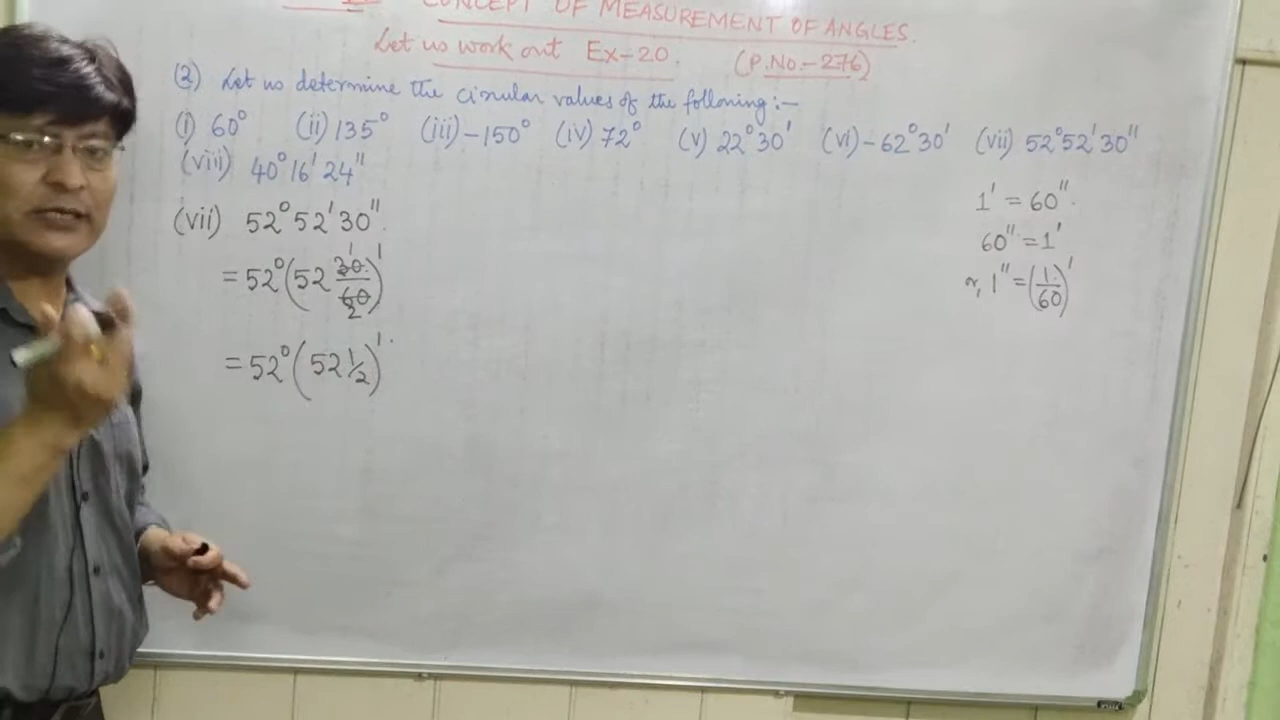 CONCEPT OF MEASUREMENT OF ANGLES.
Let us work out Ex-20. (P.No.-276)
(2) Let us determine the circular values of the following:-
(i) 60° (ii) 135° (iii) -150° (iv) 72° (v) 22°30' (vi) -62°30' (vii) 52°52'30"
(viii) 40°16'24"
(vii) 52°52'30"
= 52°(52 30/60 1/2)'
= 52°(52 1/2)'
1' = 60".
60" = 1'
or, 1" = (1/60)'